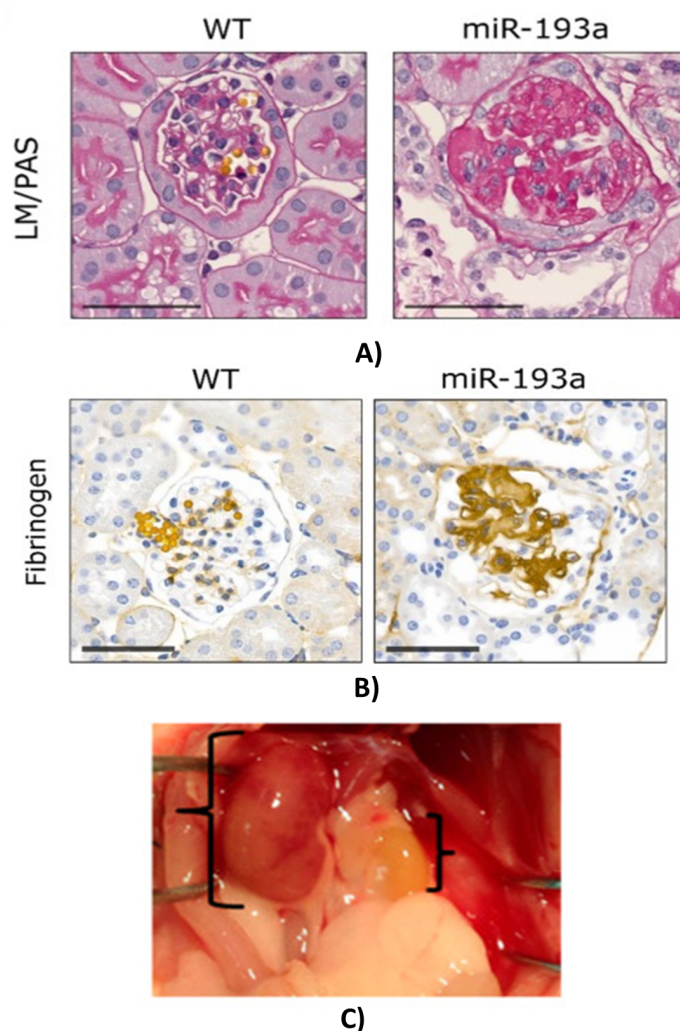 WT miR-193a
LM/PAS
A)
WT miR-193a
Fibrinogen
B)
C)